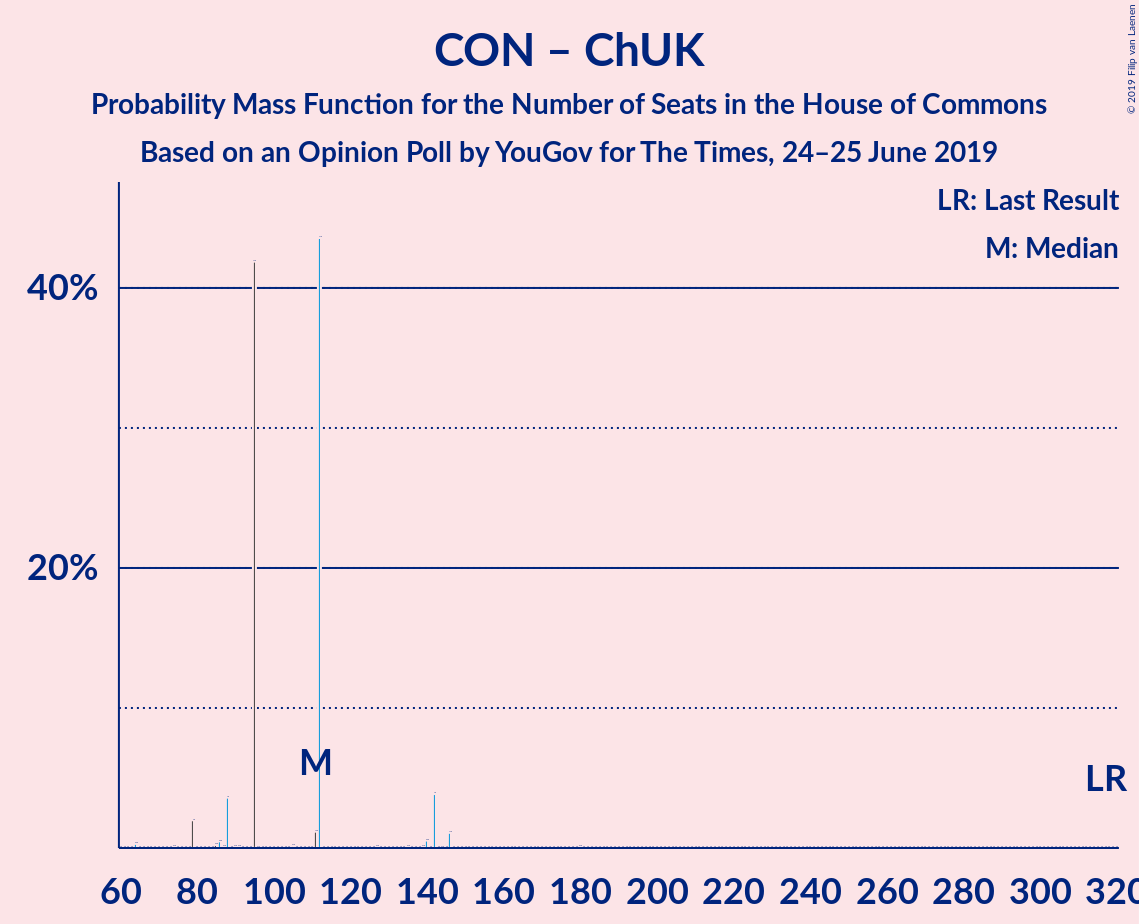 CON – ChUK
Probability Mass Function for the Number of Seats in the House of Commons
Based on an Opinion Poll by YouGov for The Times, 24–25 June 2019
© 2019 Filip van Laenen
LR: Last Result
M: Median
40%
20%
M
LR
60 80 100 120 140 160 180 200 220 240 260 280 300 320